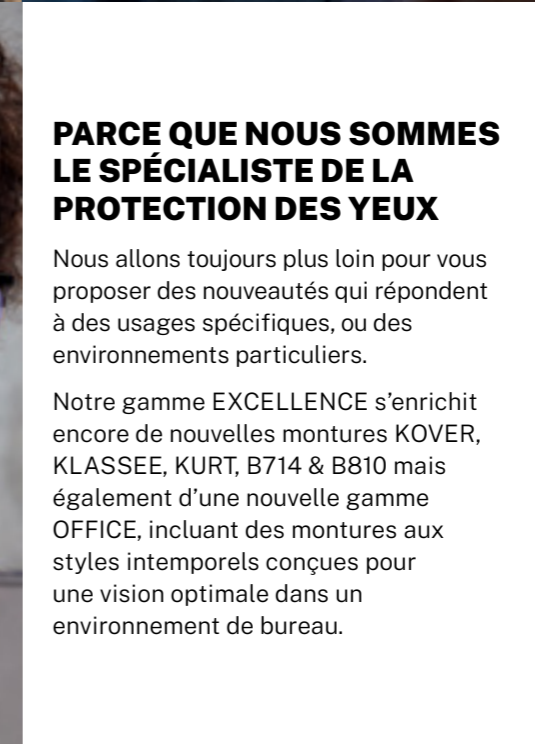 PARCE QUE NOUS SOMMES
LE SPÉCIALISTE DE LA
PROTECTION DES YEUX
Nous allons toujours plus loin pour vous
proposer des nouveautés qui répondent
à des usages spécifiques, ou des
environnements particuliers.
Notre gamme EXCELLENCE s’enrichit
encore de nouvelles montures KOVER,
KLASSEE, KURT, B714 & B810 mais
également d’une nouvelle gamme
OFFICE, incluant des montures aux
styles intemporels conçues pour
une vision optimale dans un
environnement de bureau.